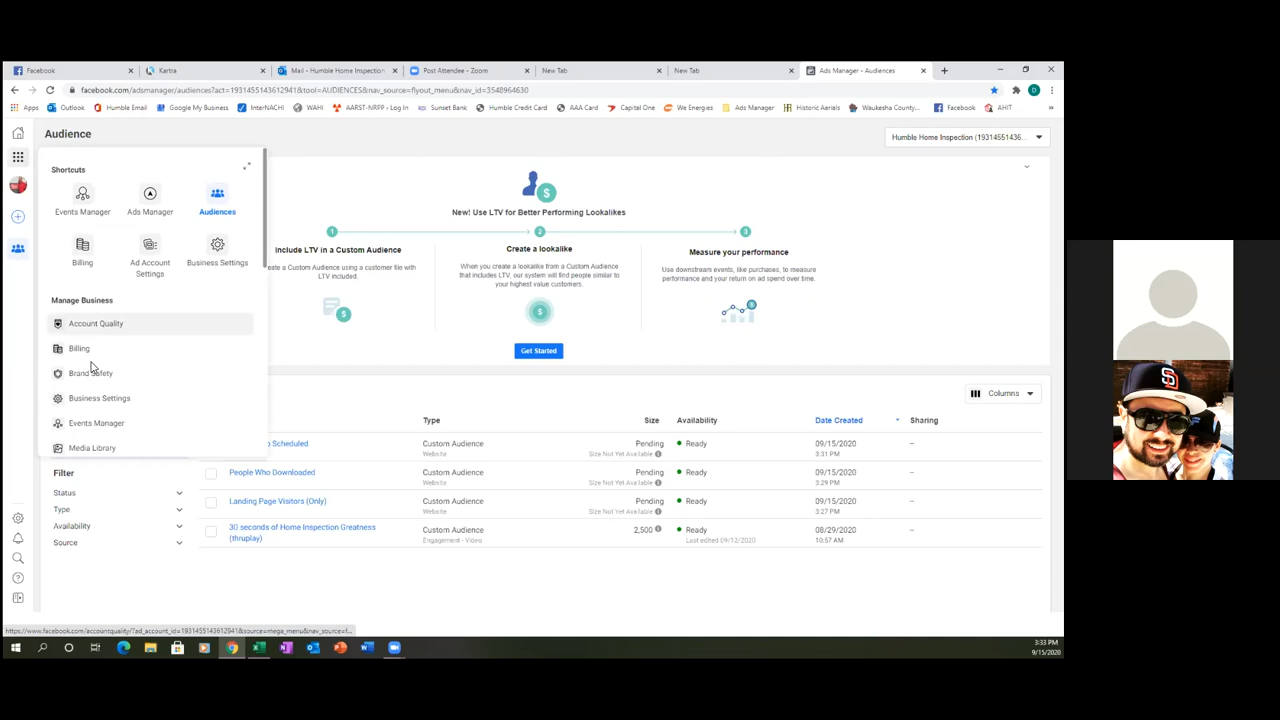 Facebook
Kartra
Mail - Humble Home Inspection
Post Attendee - Zoom
New Tab
New Tab
Ads Manager - Audiences
facebook.com/adsmanager/audiences?act=1931455143612941&tool=AUDIENCES&nav_source=flyout_menu&nav_id=3548964630
Apps
Outlook
Humble Email
Google My Business
InterNACHI
WAHI
AARST-NRPP • Log In
Sunset Bank
Humble Credit Card
AAA Card
Capital One
We Energies
Ads Manager
Historic Aerials
Waukesha County...
Facebook
AHIT
Audience
Humble Home Inspection (19314551436...
Shortcuts
Events Manager
Ads Manager
Audiences
Billing
Ad Account
Settings
Business Settings
Manage Business
Account Quality
Billing
Brand Safety
Business Settings
Events Manager
Media Library
New! Use LTV for Better Performing Lookalikes
1
2
3
Include LTV in a Custom Audience
Create a Custom Audience using a customer file with
LTV included.
Create a lookalike
When you create a lookalike from a Custom Audience
that includes LTV, our system will find people similar to
your highest value customers.
Measure your performance
Use downstream events, like purchases, to measure
performance and your return on ad spend over time.
Get Started
Columns
Type
Size
Availability
Date Created
Sharing
Scheduled
Custom Audience
Website
Pending
Size Not Yet Available
Ready
09/15/2020
3:31 PM
--
People Who Downloaded
Custom Audience
Website
Pending
Size Not Yet Available
Ready
09/15/2020
3:29 PM
--
Landing Page Visitors (Only)
Custom Audience
Website
Pending
Size Not Yet Available
Ready
09/15/2020
3:27 PM
--
30 seconds of Home Inspection Greatness
(thruplay)
Custom Audience
Engagement - Video
2,500
Ready
Last edited 09/12/2020
08/29/2020
10:57 AM
--
Filter
Status
Type
Availability
Source
https://www.facebook.com/accountquality/?ad_account_id=1931455143612941&source=mega_menu&nav_source=f...
3:33 PM
9/15/2020